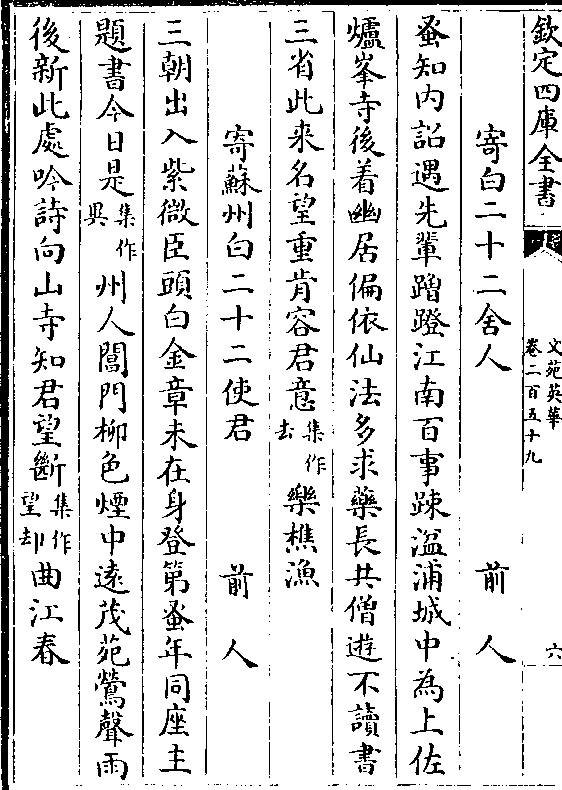 欽定四庫全書
文苑英華
卷二百五十九
六
寄白二十二舍人 前人
蚤知内詔遇先輩蹭蹬江南百事踈湓浦城中為上佐
爐峯寺後着幽居偏依仙法多求藥長共僧遊不讀書
三省此来名望重肯容君意集作去樂樵漁
寄蘇州白二十二使君 前人
三朝出入紫微臣頭白金章未在身登第蚤年同座主
題書今日是集作異州人閶門柳色煙中遠茂苑鶯聲雨
後新此處吟詩向山寺知君望斷集作望却曲江春